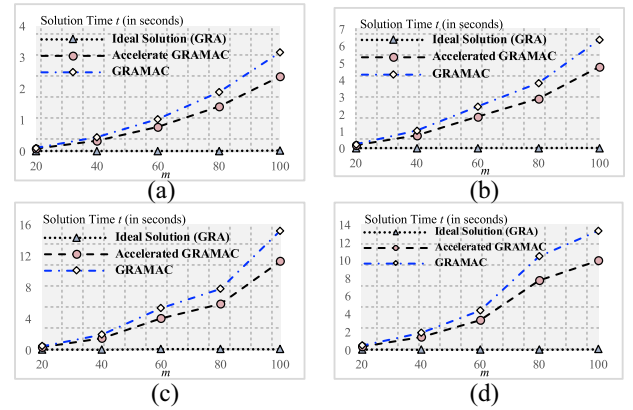 Solution Time t (in seconds)
4
3
2
1
0
Ideal Solution (GRA)
Accelerate GRAMAC
GRAMAC
20 40 60 80 100
m
(a)
Solution Time t (in seconds)
7
6
5
4
3
2
1
0
Ideal Solution (GRA)
Accelerated GRAMAC
GRAMAC
20 40 60 80 100
m
(b)
Solution Time t (in seconds)
16
12
8
4
0
Ideal Solution (GRA)
Accelerated GRAMAC
GRAMAC
20 40 60 80 100
m
(c)
Solution Time t (in seconds)
14
12
10
8
6
4
2
0
Ideal Solution (GRA)
Accelerated GRAMAC
GRAMAC
20 40 60 80 100
m
(d)